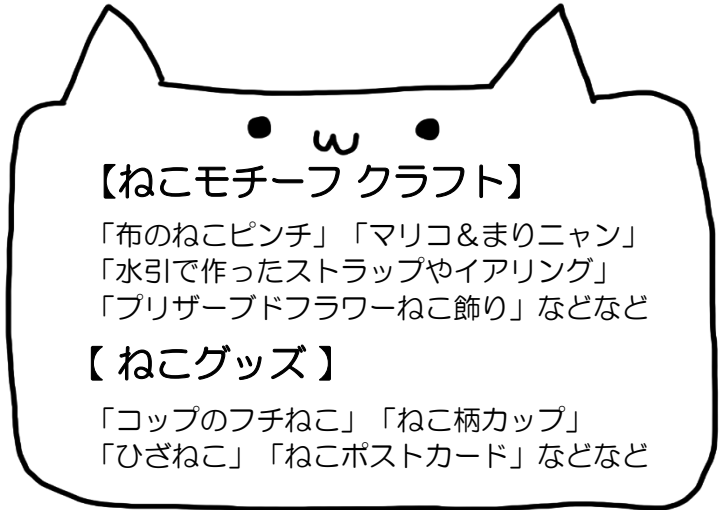 【ねこモチーフ クラフト】
「布のねこピンチ」「マリコ＆まりニャン」
「水引で作ったストラップやイアリング」
「プリザーブドフラワーねこ飾り」などなど
【 ねこグッズ 】
「コップのフチねこ」「ねこ柄カップ」
「ひざねこ」「ねこポストカード」などなど